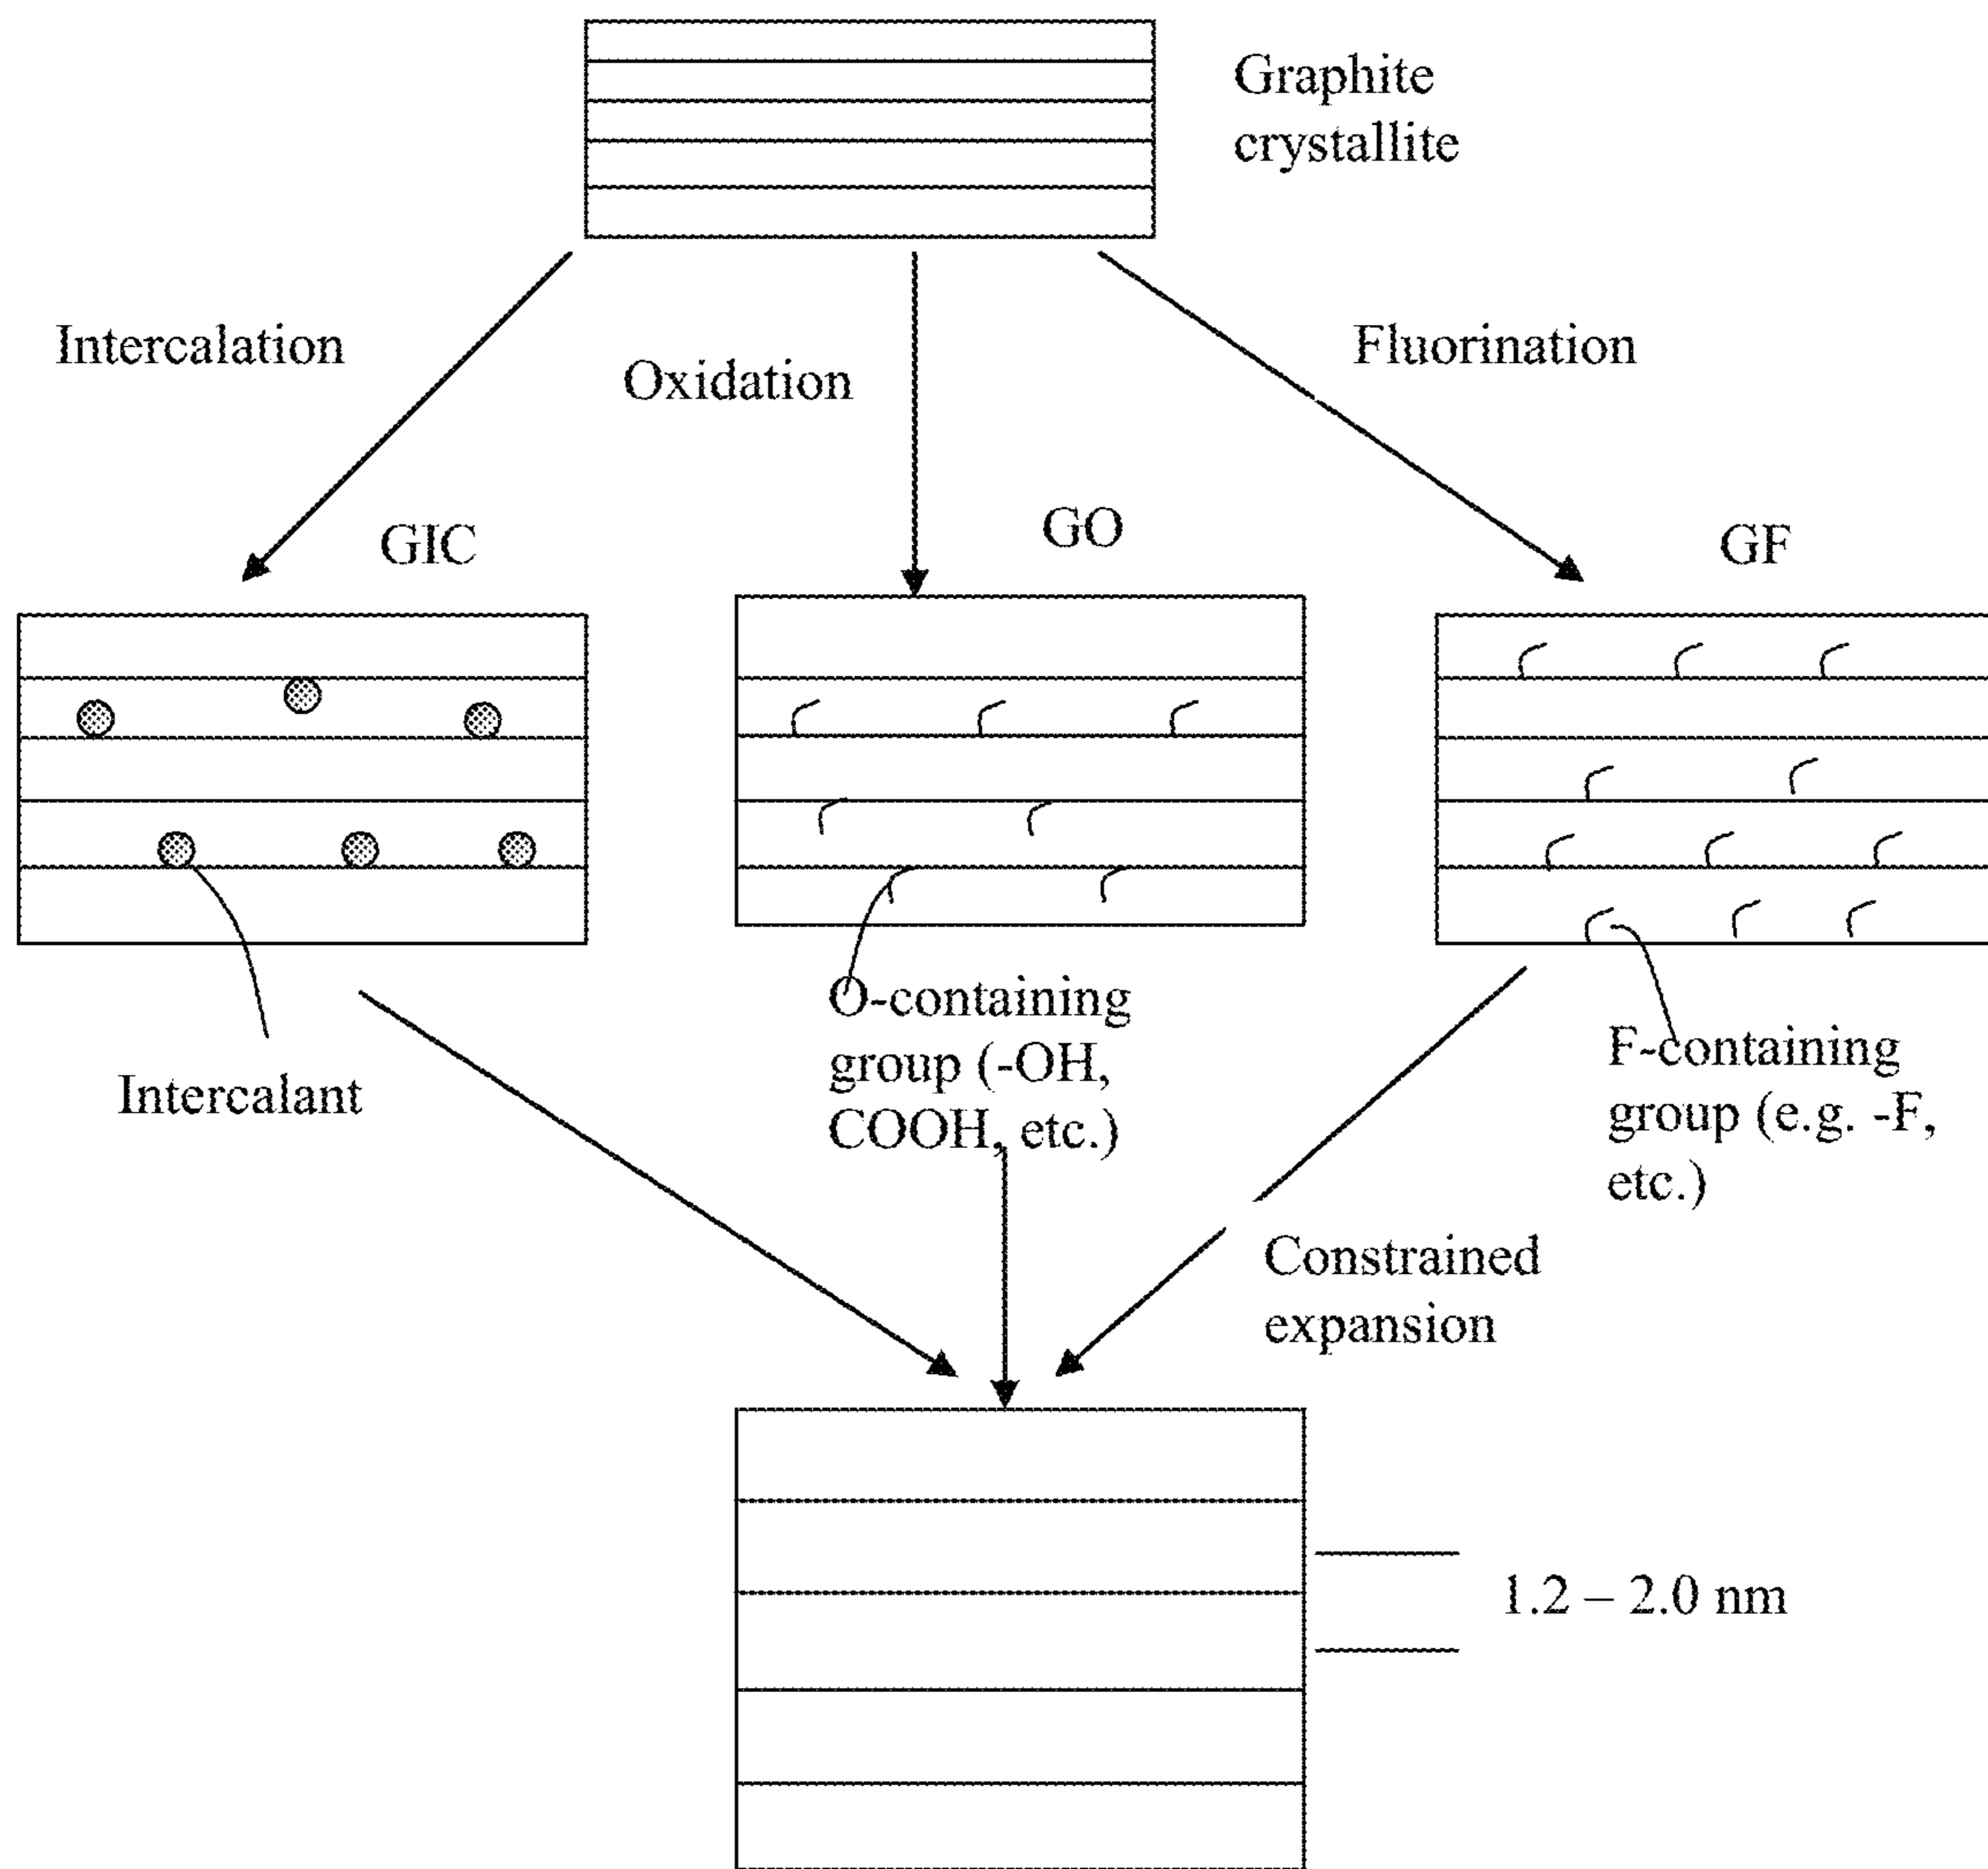 Graphite
crystallite
Intercalation
Oxidation
Fluorination
GIC
GO
GF
Intercalant
O-containing
group (-OH,
COOH, etc.)
F-containing
group (e.g. -F,
etc.)
Constrained
expansion
1.2 – 2.0 nm